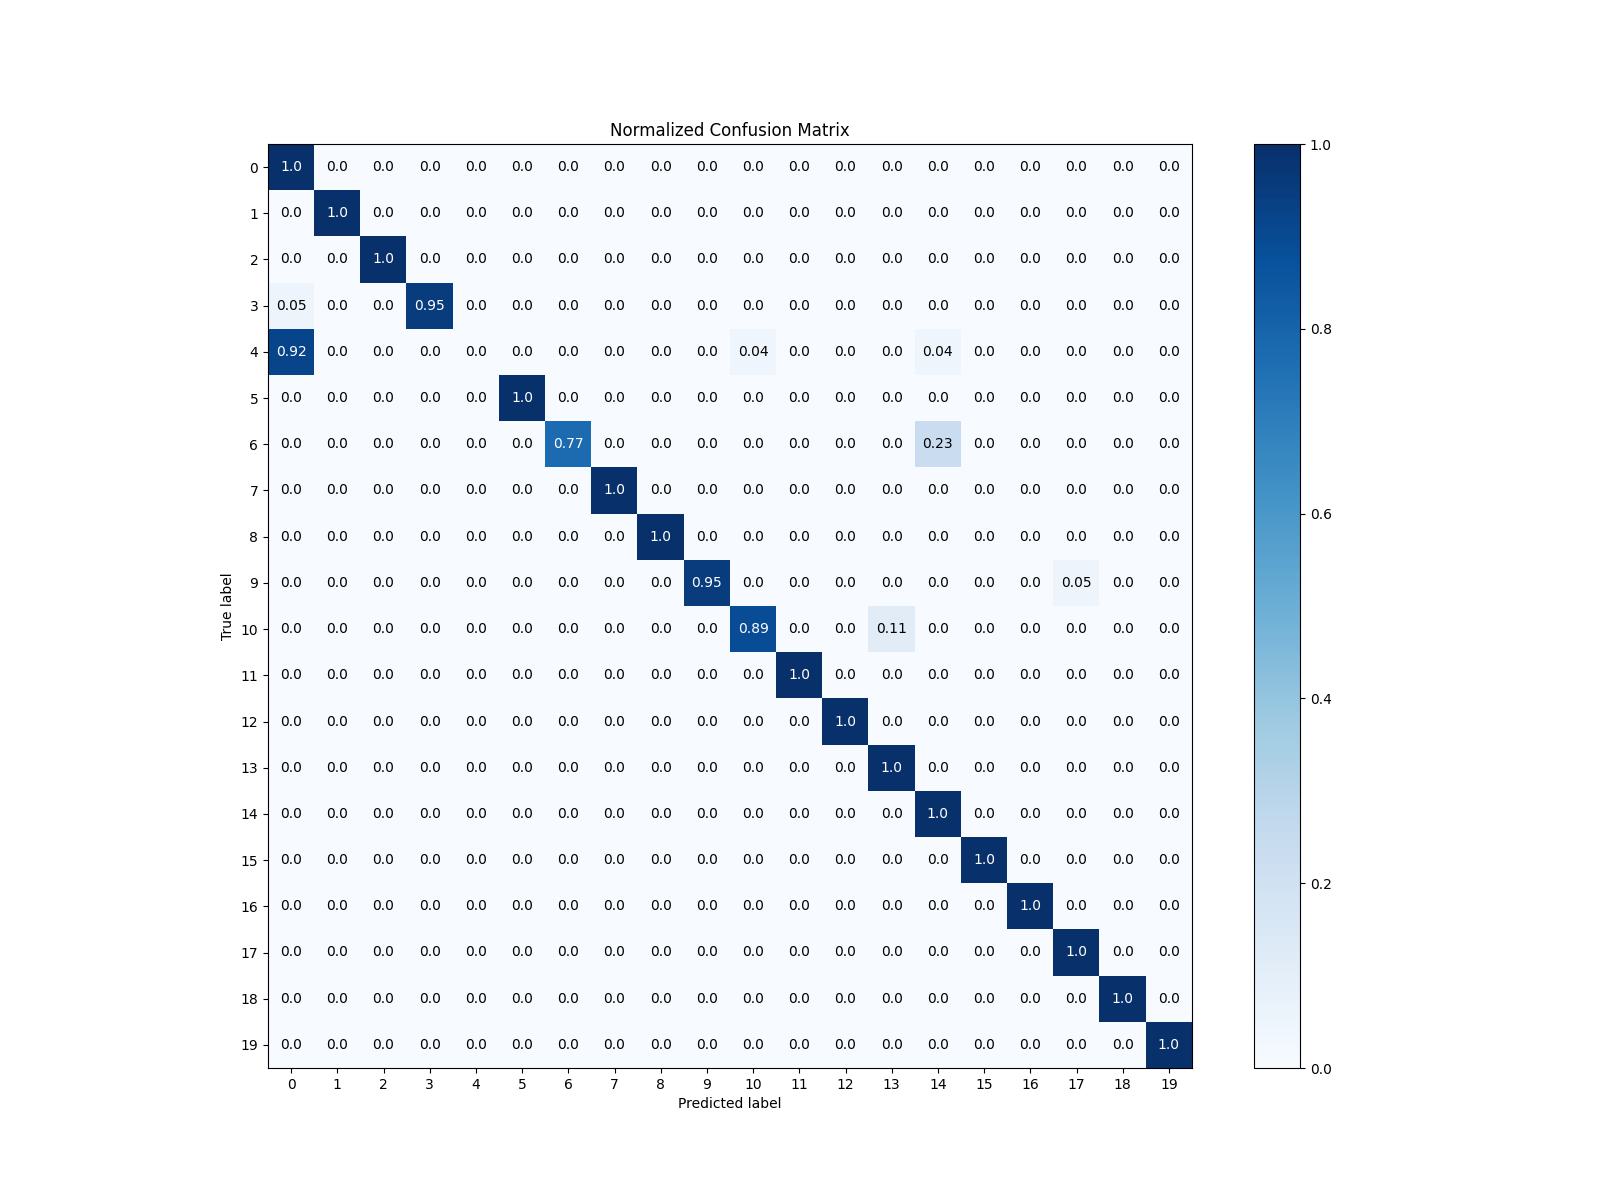 Normalized Confusion Matrix
0 1.0 0.0 0.0 0.0 0.0 0.0 0.0 0.0 0.0 0.0 0.0 0.0 0.0 0.0 0.0 0.0 0.0 0.0 0.0 0.0
1 0.0 1.0 0.0 0.0 0.0 0.0 0.0 0.0 0.0 0.0 0.0 0.0 0.0 0.0 0.0 0.0 0.0 0.0 0.0 0.0
2 0.0 0.0 1.0 0.0 0.0 0.0 0.0 0.0 0.0 0.0 0.0 0.0 0.0 0.0 0.0 0.0 0.0 0.0 0.0 0.0
3 0.05 0.0 0.0 0.95 0.0 0.0 0.0 0.0 0.0 0.0 0.0 0.0 0.0 0.0 0.0 0.0 0.0 0.0 0.0 0.0
4 0.92 0.0 0.0 0.0 0.0 0.0 0.0 0.0 0.0 0.0 0.04 0.0 0.0 0.0 0.04 0.0 0.0 0.0 0.0 0.0
5 0.0 0.0 0.0 0.0 0.0 1.0 0.0 0.0 0.0 0.0 0.0 0.0 0.0 0.0 0.0 0.0 0.0 0.0 0.0 0.0
6 0.0 0.0 0.0 0.0 0.0 0.0 0.77 0.0 0.0 0.0 0.0 0.0 0.0 0.0 0.23 0.0 0.0 0.0 0.0 0.0
7 0.0 0.0 0.0 0.0 0.0 0.0 0.0 1.0 0.0 0.0 0.0 0.0 0.0 0.0 0.0 0.0 0.0 0.0 0.0 0.0
8 0.0 0.0 0.0 0.0 0.0 0.0 0.0 0.0 1.0 0.0 0.0 0.0 0.0 0.0 0.0 0.0 0.0 0.0 0.0 0.0
9 0.0 0.0 0.0 0.0 0.0 0.0 0.0 0.0 0.0 0.95 0.0 0.0 0.0 0.0 0.0 0.0 0.0 0.05 0.0 0.0
10 0.0 0.0 0.0 0.0 0.0 0.0 0.0 0.0 0.0 0.0 0.89 0.0 0.0 0.11 0.0 0.0 0.0 0.0 0.0 0.0
11 0.0 0.0 0.0 0.0 0.0 0.0 0.0 0.0 0.0 0.0 0.0 1.0 0.0 0.0 0.0 0.0 0.0 0.0 0.0 0.0
12 0.0 0.0 0.0 0.0 0.0 0.0 0.0 0.0 0.0 0.0 0.0 0.0 1.0 0.0 0.0 0.0 0.0 0.0 0.0 0.0
13 0.0 0.0 0.0 0.0 0.0 0.0 0.0 0.0 0.0 0.0 0.0 0.0 0.0 1.0 0.0 0.0 0.0 0.0 0.0 0.0
14 0.0 0.0 0.0 0.0 0.0 0.0 0.0 0.0 0.0 0.0 0.0 0.0 0.0 0.0 1.0 0.0 0.0 0.0 0.0 0.0
15 0.0 0.0 0.0 0.0 0.0 0.0 0.0 0.0 0.0 0.0 0.0 0.0 0.0 0.0 0.0 1.0 0.0 0.0 0.0 0.0
16 0.0 0.0 0.0 0.0 0.0 0.0 0.0 0.0 0.0 0.0 0.0 0.0 0.0 0.0 0.0 0.0 1.0 0.0 0.0 0.0
17 0.0 0.0 0.0 0.0 0.0 0.0 0.0 0.0 0.0 0.0 0.0 0.0 0.0 0.0 0.0 0.0 0.0 1.0 0.0 0.0
18 0.0 0.0 0.0 0.0 0.0 0.0 0.0 0.0 0.0 0.0 0.0 0.0 0.0 0.0 0.0 0.0 0.0 0.0 1.0 0.0
19 0.0 0.0 0.0 0.0 0.0 0.0 0.0 0.0 0.0 0.0 0.0 0.0 0.0 0.0 0.0 0.0 0.0 0.0 0.0 1.0
0 1 2 3 4 5 6 7 8 9 10 11 12 13 14 15 16 17 18 19
Predicted label
True label
1.0
0.8
0.6
0.4
0.2
0.0